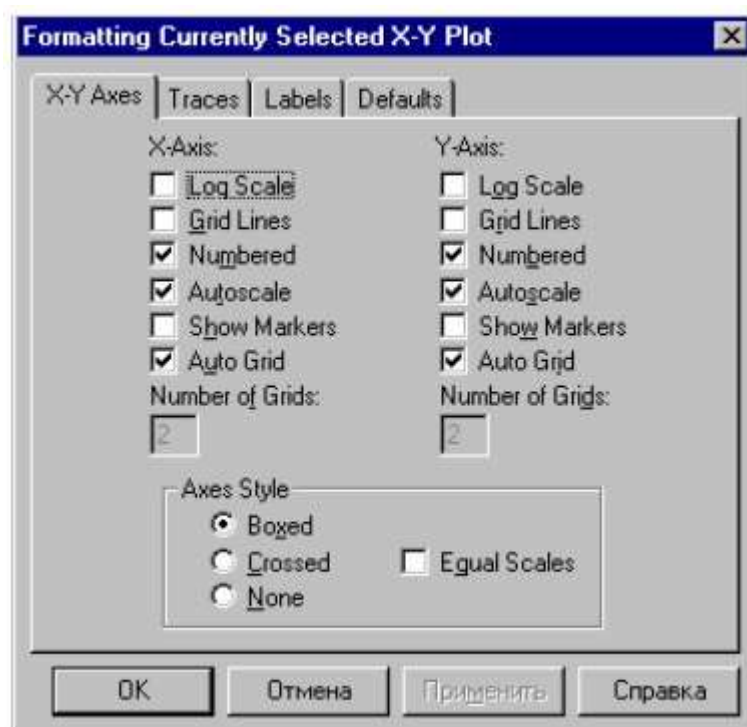 Formatting Currently Selected X-Y Plot
X-Y Axes Traces Labels Defaults
X-Axis: Y-Axis:
Log Scale Log Scale
Grid Lines Grid Lines
Numbered Numbered
Autoscale Autoscale
Show Markers Show Markers
Auto Grid Auto Grid
Number of Grids: Number of Grids:
2 2
Axes Style
Boxed
Crossed Equal Scales
None
OK Отмена Применить Справка